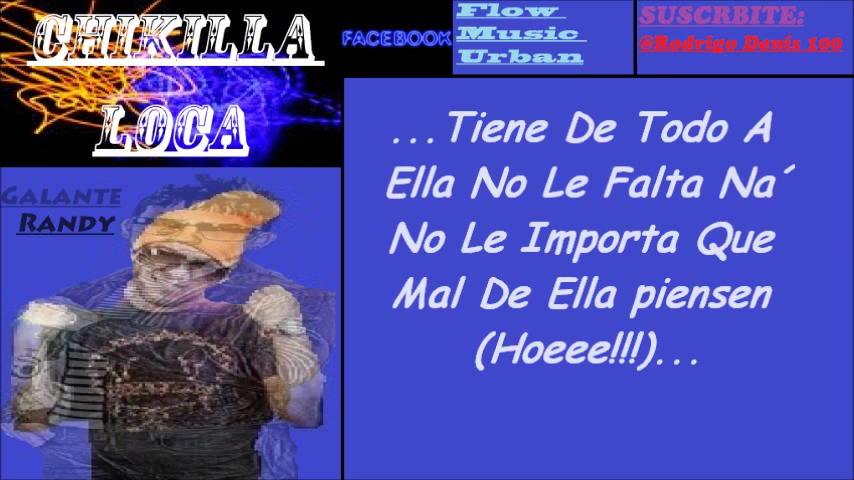 CHIKILLA
LOCA
FACEBOOK
Flow
Music
Urban
SUSCRBITE:
@Rodrigo Denis 100
GALANTE
RANDY
...Tiene De Todo A
Ella No Le Falta Na´
No Le Importa Que
Mal De Ella piensen
(Hoeee!!!)...